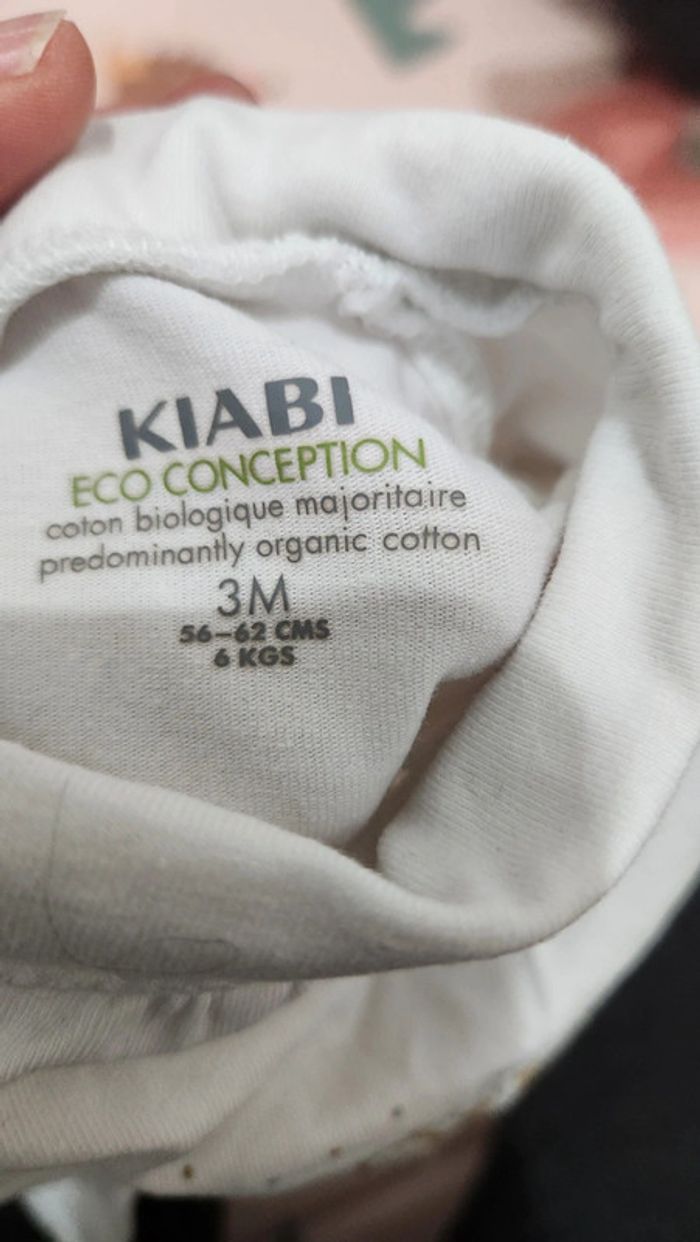 KIABI
ECO CONCEPTION
coton biologique majoritaire
predominantly organic cotton
3M
56-62 CMS
6 KGS